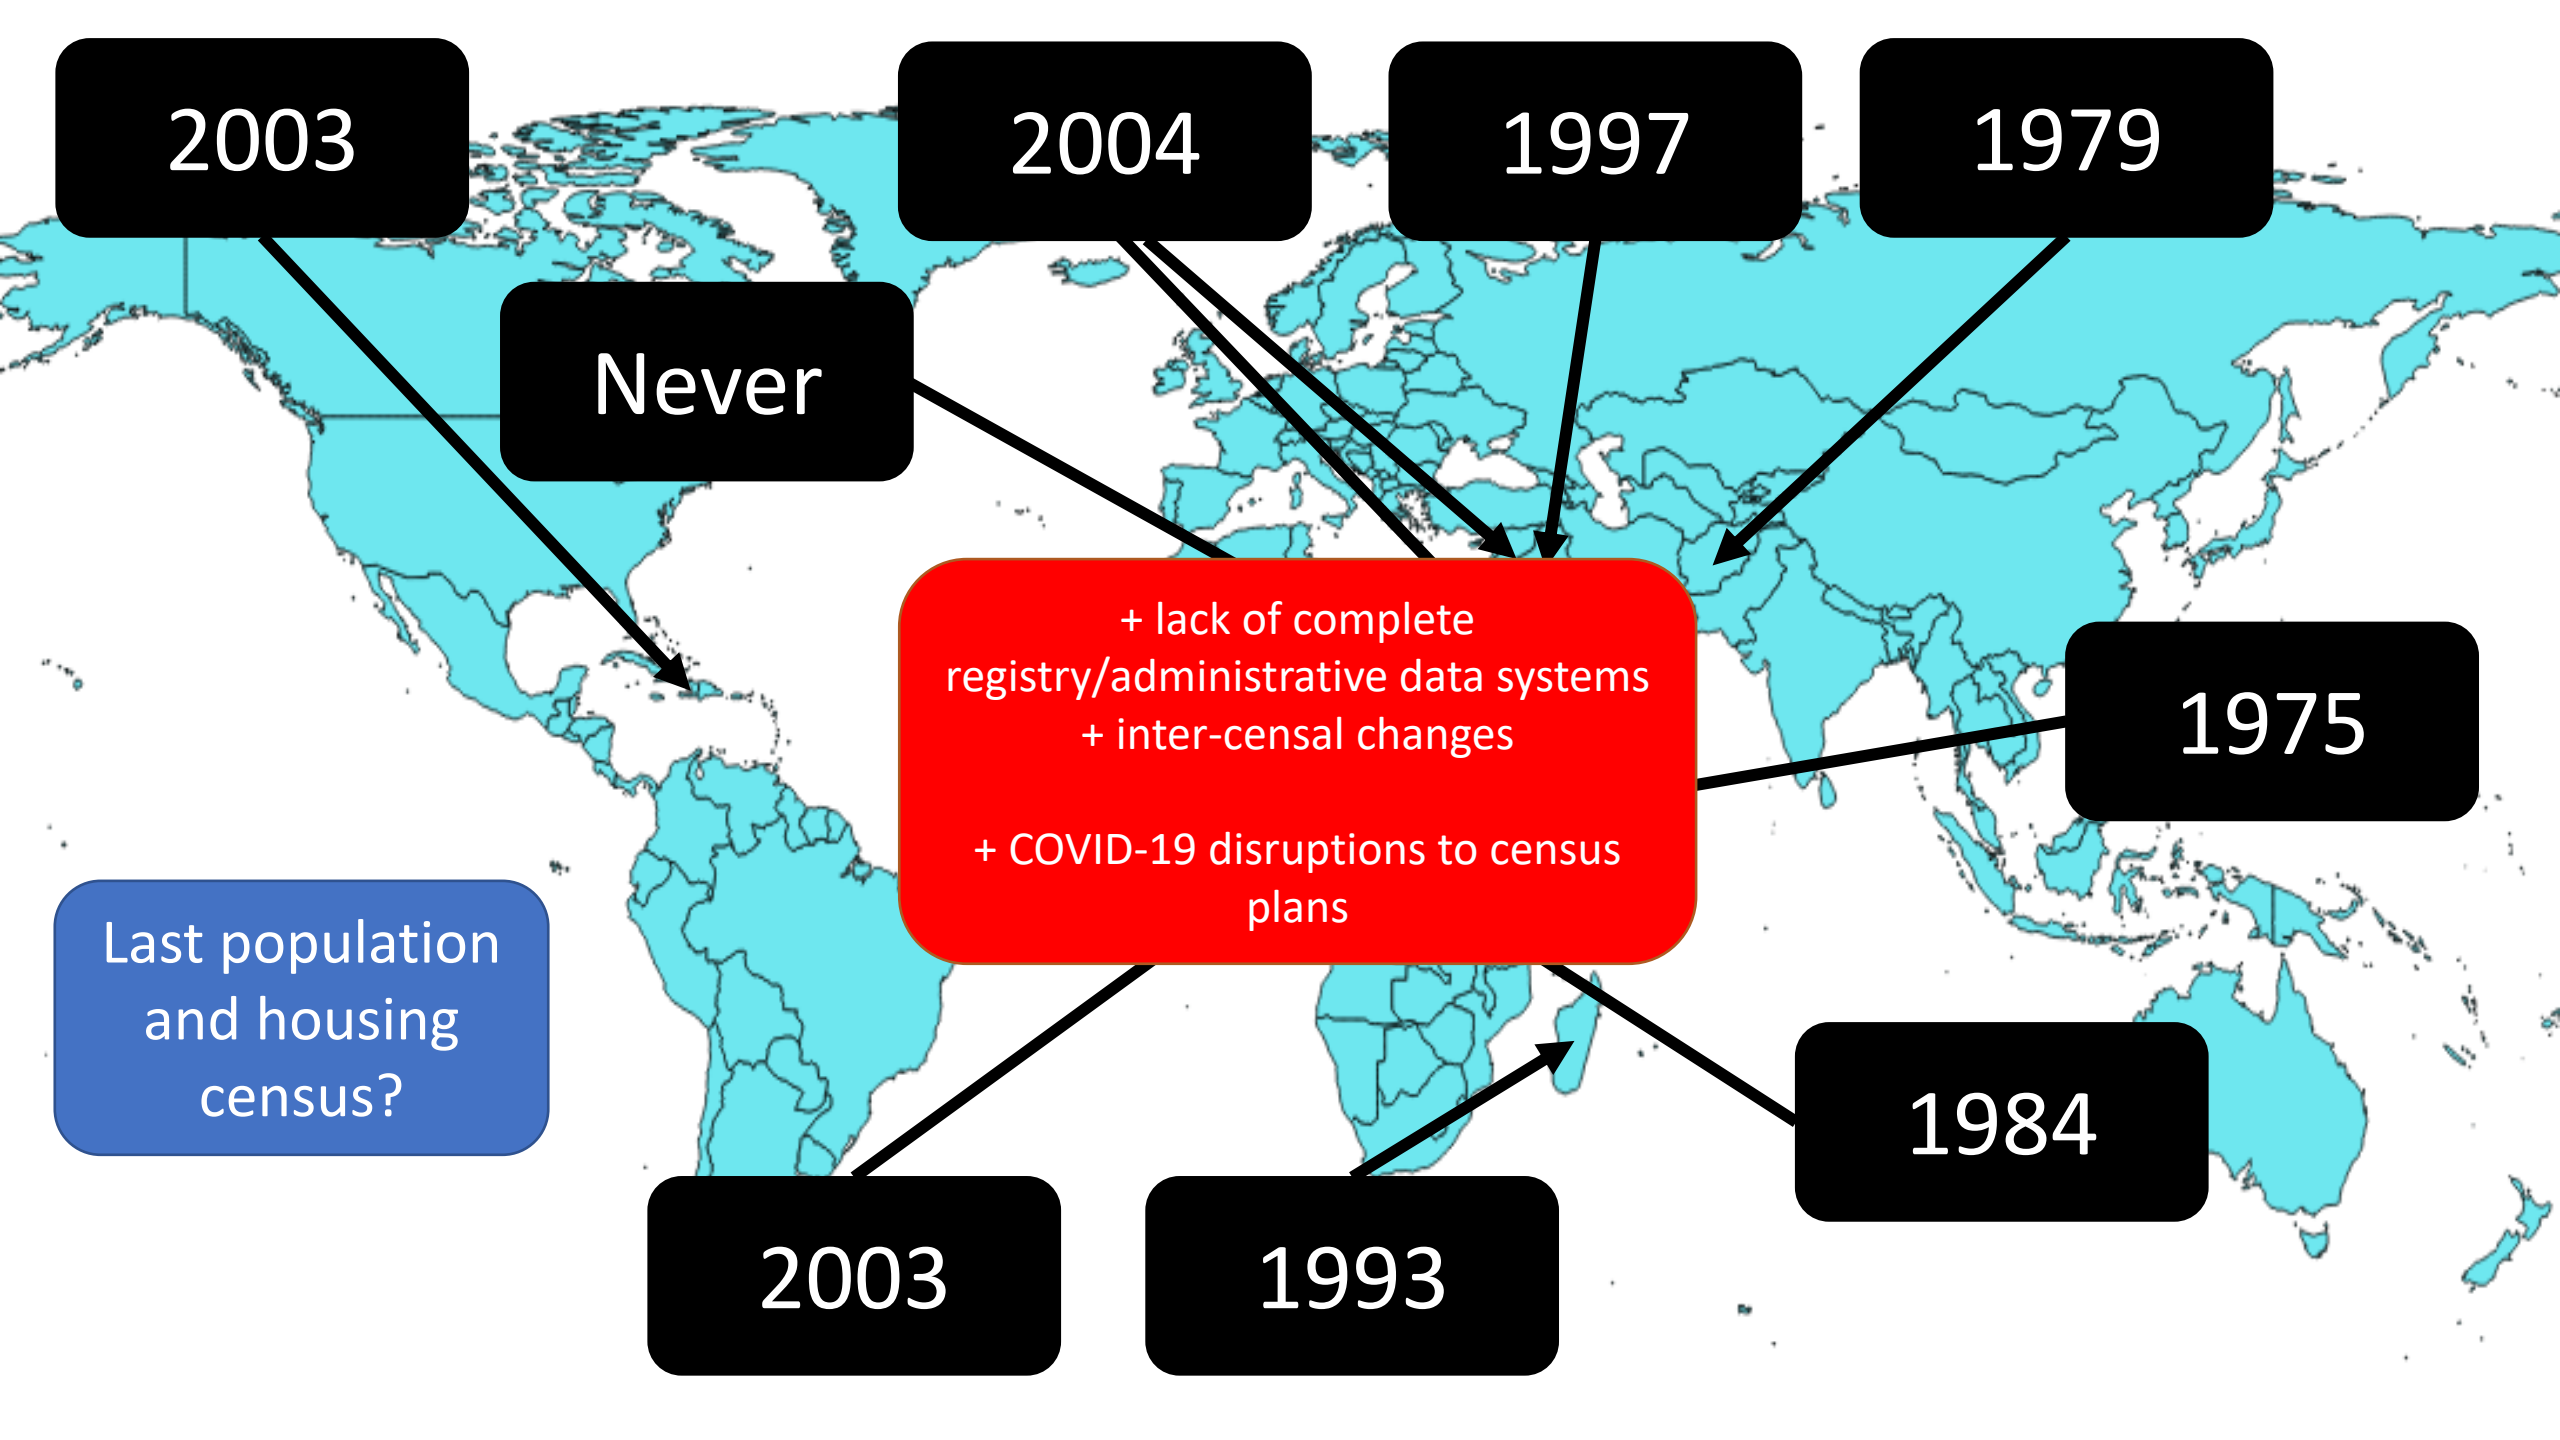 2003
2004
1997
1979
Never
+ lack of complete
registry/administrative data systems
+ inter-censal changes
+ COVID-19 disruptions to census
plans
1975
Last population
and housing
census?
1984
2003
1993